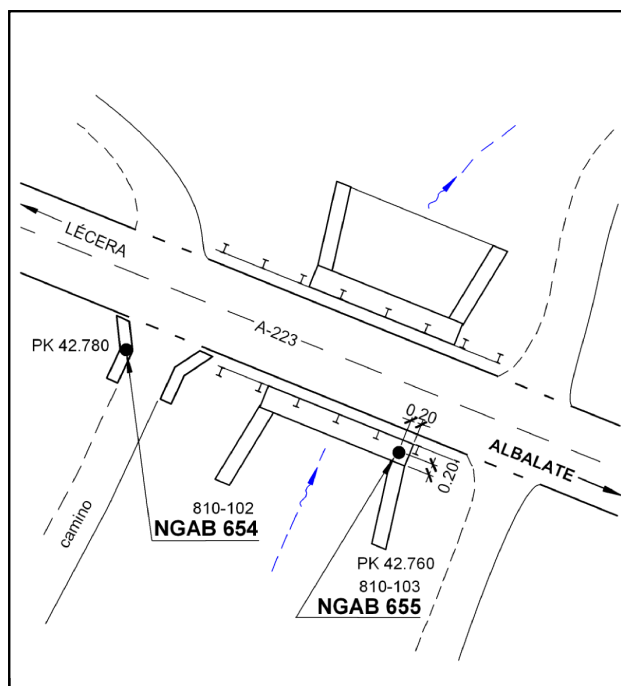 LÉCERA
A-223
PK 42.780
0.20
ALBALATE
0.20
camino
810-102
NGAB 654
PK 42.760
810-103
NGAB 655